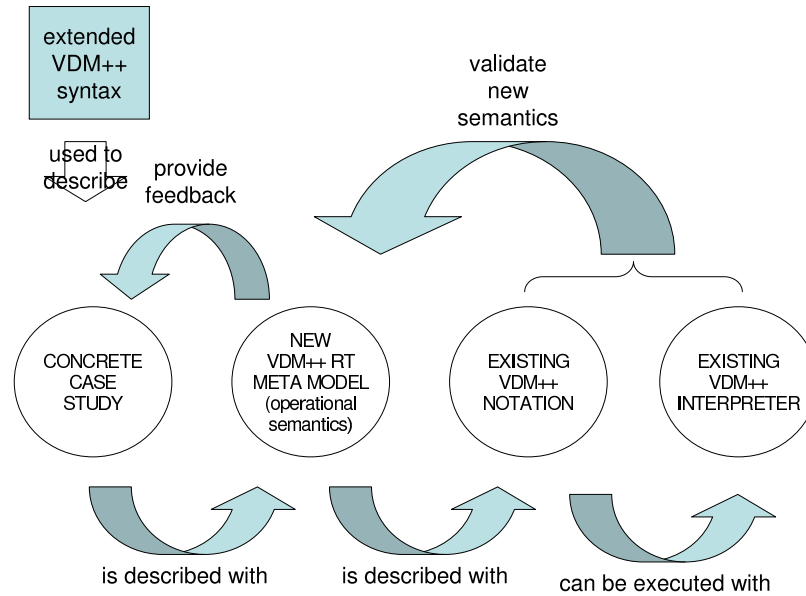 extended
VDM++
syntax
used to
describe
provide
feedback
validate
new
semantics
CONCRETE
CASE
STUDY
NEW
VDM++ RT
META MODEL
(operational
semantics)
EXISTING
VDM++
NOTATION
EXISTING
VDM++
INTERPRETER
is described with
is described with
can be executed with